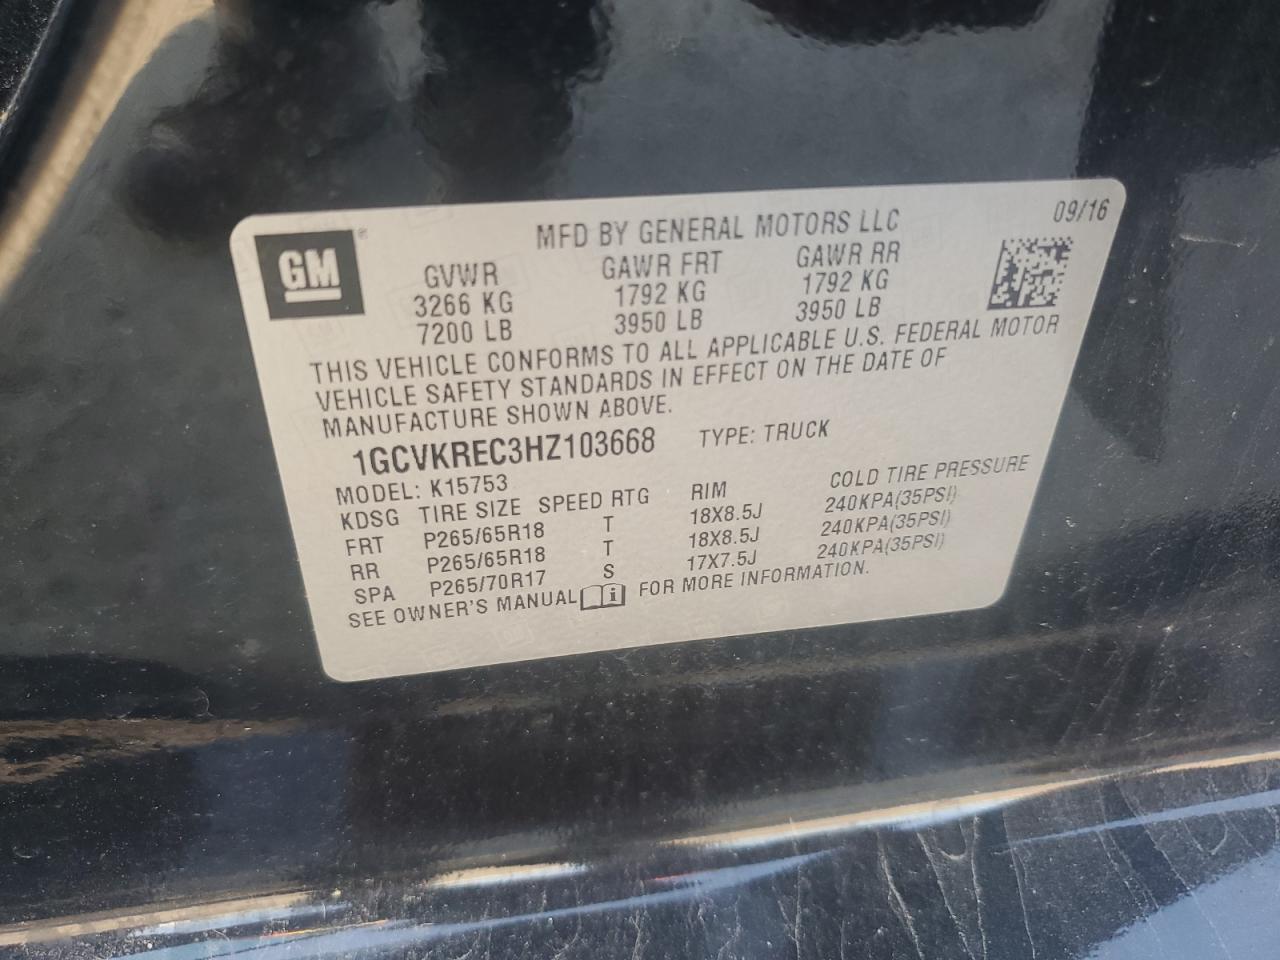 09/16
GM®
MFD BY GENERAL MOTORS LLC
GVWR GAWR FRT GAWR RR
3266 KG 1792 KG 1792 KG
7200 LB 3950 LB 3950 LB
THIS VEHICLE CONFORMS TO ALL APPLICABLE U.S. FEDERAL MOTOR
VEHICLE SAFETY STANDARDS IN EFFECT ON THE DATE OF
MANUFACTURE SHOWN ABOVE.
1GCVKREC3HZ103668 TYPE: TRUCK
MODEL: K15753
KDSG TIRE SIZE SPEED RTG RIM COLD TIRE PRESSURE
FRT P265/65R18 T 18X8.5J 240KPA(35PSI)
RR P265/65R18 T 18X8.5J 240KPA(35PSI)
SPA P265/70R17 S 17X7.5J 240KPA(35PSI)
SEE OWNER'S MANUAL i FOR MORE INFORMATION.